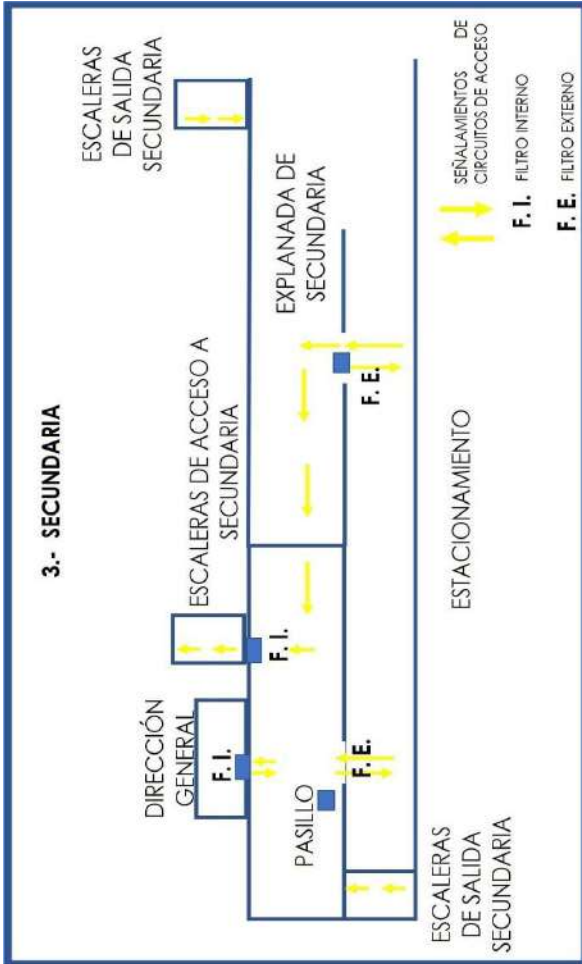 3.- SECUNDARIA
ESCALERAS
DE SALIDA
SECUNDARIA
ESCALERAS DE ACCESO A
SECUNDARIA
DIRECCIÓN
GENERAL
F. I.
F. I.
EXPLANADA DE
SECUNDARIA
PASILLO
F. E.
F. E.
ESCALERAS
DE SALIDA
SECUNDARIA
ESTACIONAMIENTO
SEÑALAMIENTOS DE
CIRCUITOS DE ACCESO
F. I. FILTRO INTERNO
F. E. FILTRO EXTERNO